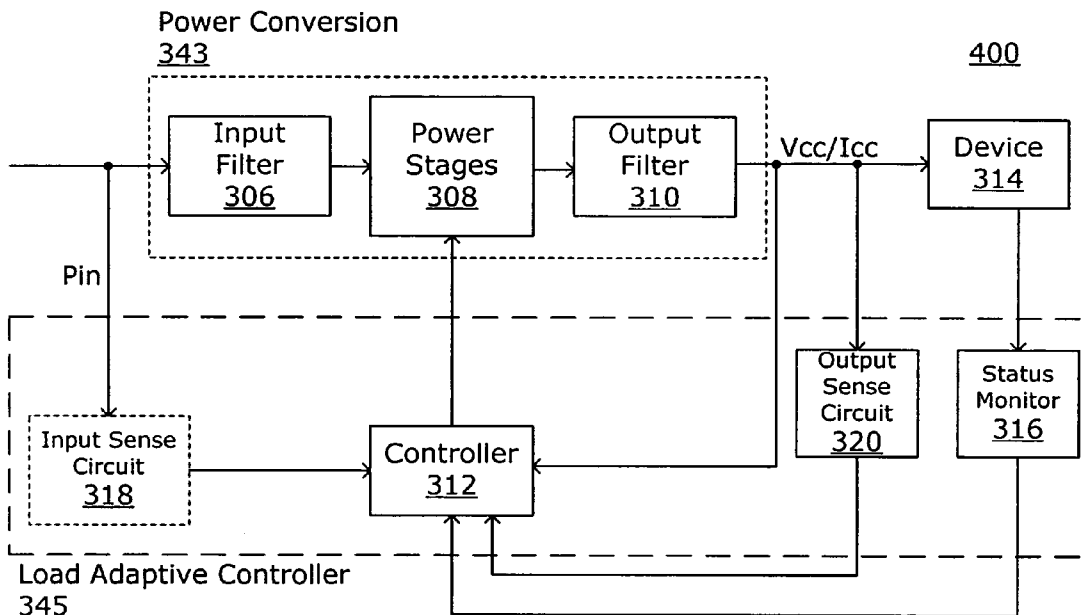 Power Conversion
343
400
Input
Filter
306
Power
Stages
308
Output
Filter
310
Vcc/Icc
Device
314
Pin
Input Sense
Circuit
318
Controller
312
Output
Sense
Circuit
320
Status
Monitor
316
Load Adaptive Controller
345